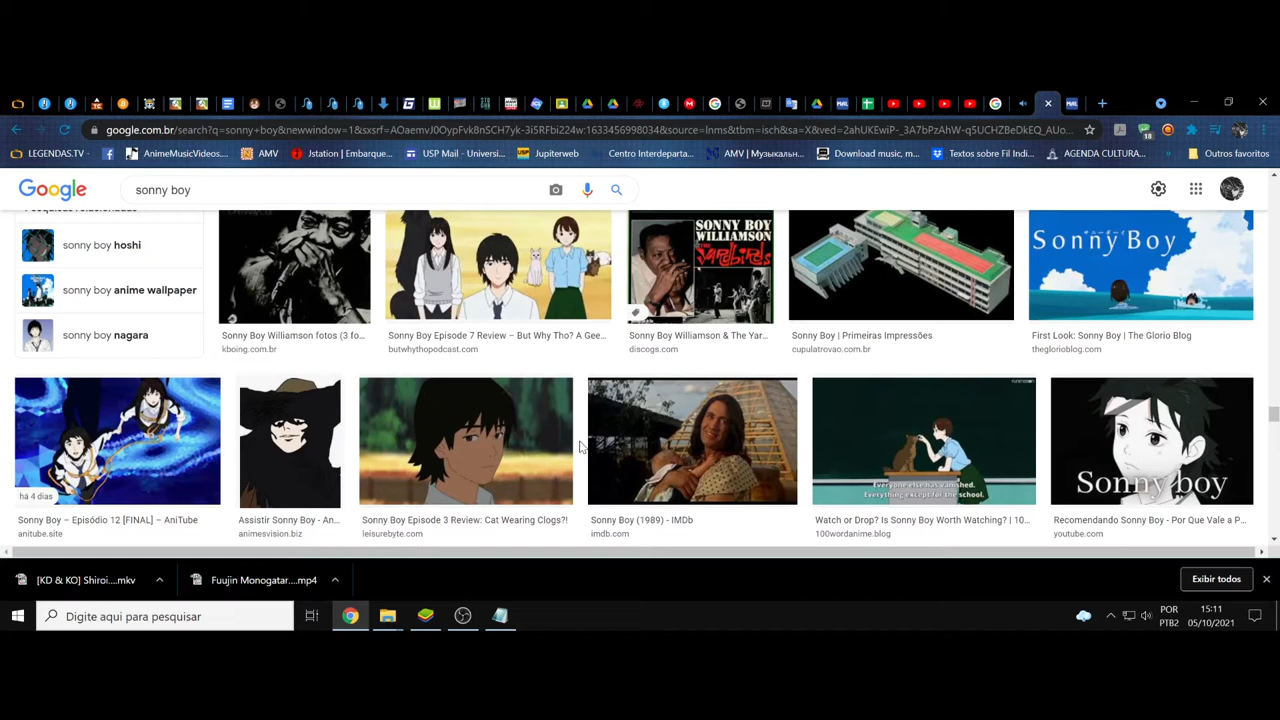 google.com.br/search?q=sonny+boy&newwindow=1&sxsrf=AOaemvJ0OypFvk8nSCH7yk-3i5RFbi224w:1633456998034&source=lnms&tbm=isch&sa=X&ved=2ahUKEwiP-_3A7bPzAhW-q5UCHZBeDkEQ_AUo...
LEGENDAS.TV
AnimeMusicVideos...
AMV
Jstation | Embarque...
USP Mail - Universi...
Jupiterweb
Centro Interdeparta...
AMV | Музыкальн...
Download music, m...
Textos sobre Fil Indi...
AGENDA CULTURA...
Outros favoritos
Google
sonny boy
sonny boy hoshi
sonny boy anime wallpaper
sonny boy nagara
SONNY BOY
WILLIAMSON
THE
Yardbirds
Sonny Boy
Sonny Boy Williamson fotos (3 fo...
kboing.com.br
Sonny Boy Episode 7 Review – But Why Tho? A Gee...
butwhythopodcast.com
Sonny Boy Williamson & The Yar...
discogs.com
Sonny Boy | Primeiras Impressões
cupulatrovao.com.br
First Look: Sonny Boy | The Glorio Blog
theglorioblog.com
há 4 dias
Everyone else has vanished.
Everything except for the school.
Sonny boy
Sonny Boy – Episódio 12 [FINAL] – AniTube
anitube.site
Assistir Sonny Boy - An...
animesvision.biz
Sonny Boy Episode 3 Review: Cat Wearing Clogs?!
leisurebyte.com
Sonny Boy (1989) - IMDb
imdb.com
Watch or Drop? Is Sonny Boy Worth Watching? | 10...
100wordanime.blog
Recomendando Sonny Boy - Por Que Vale a P...
youtube.com
[KD & KO] Shiroi....mkv
Fuujin Monogatar....mp4
Exibir todos
Digite aqui para pesquisar
POR
PTB2
15:11
05/10/2021